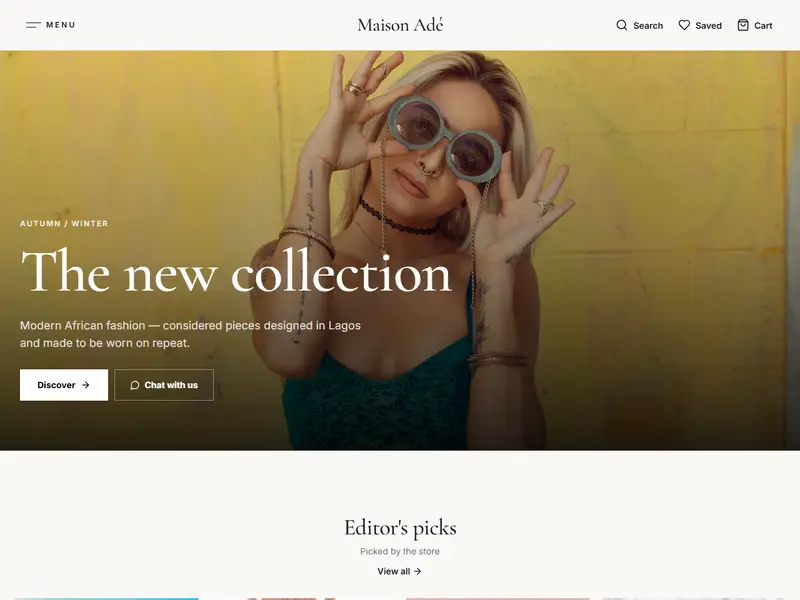 MENU
Maison Adé
Search
Saved
Cart
AUTUMN / WINTER
The new collection
Modern African fashion — considered pieces designed in Lagos
and made to be worn on repeat.
Discover →
Chat with us
Editor's picks
Picked by the store
View all →